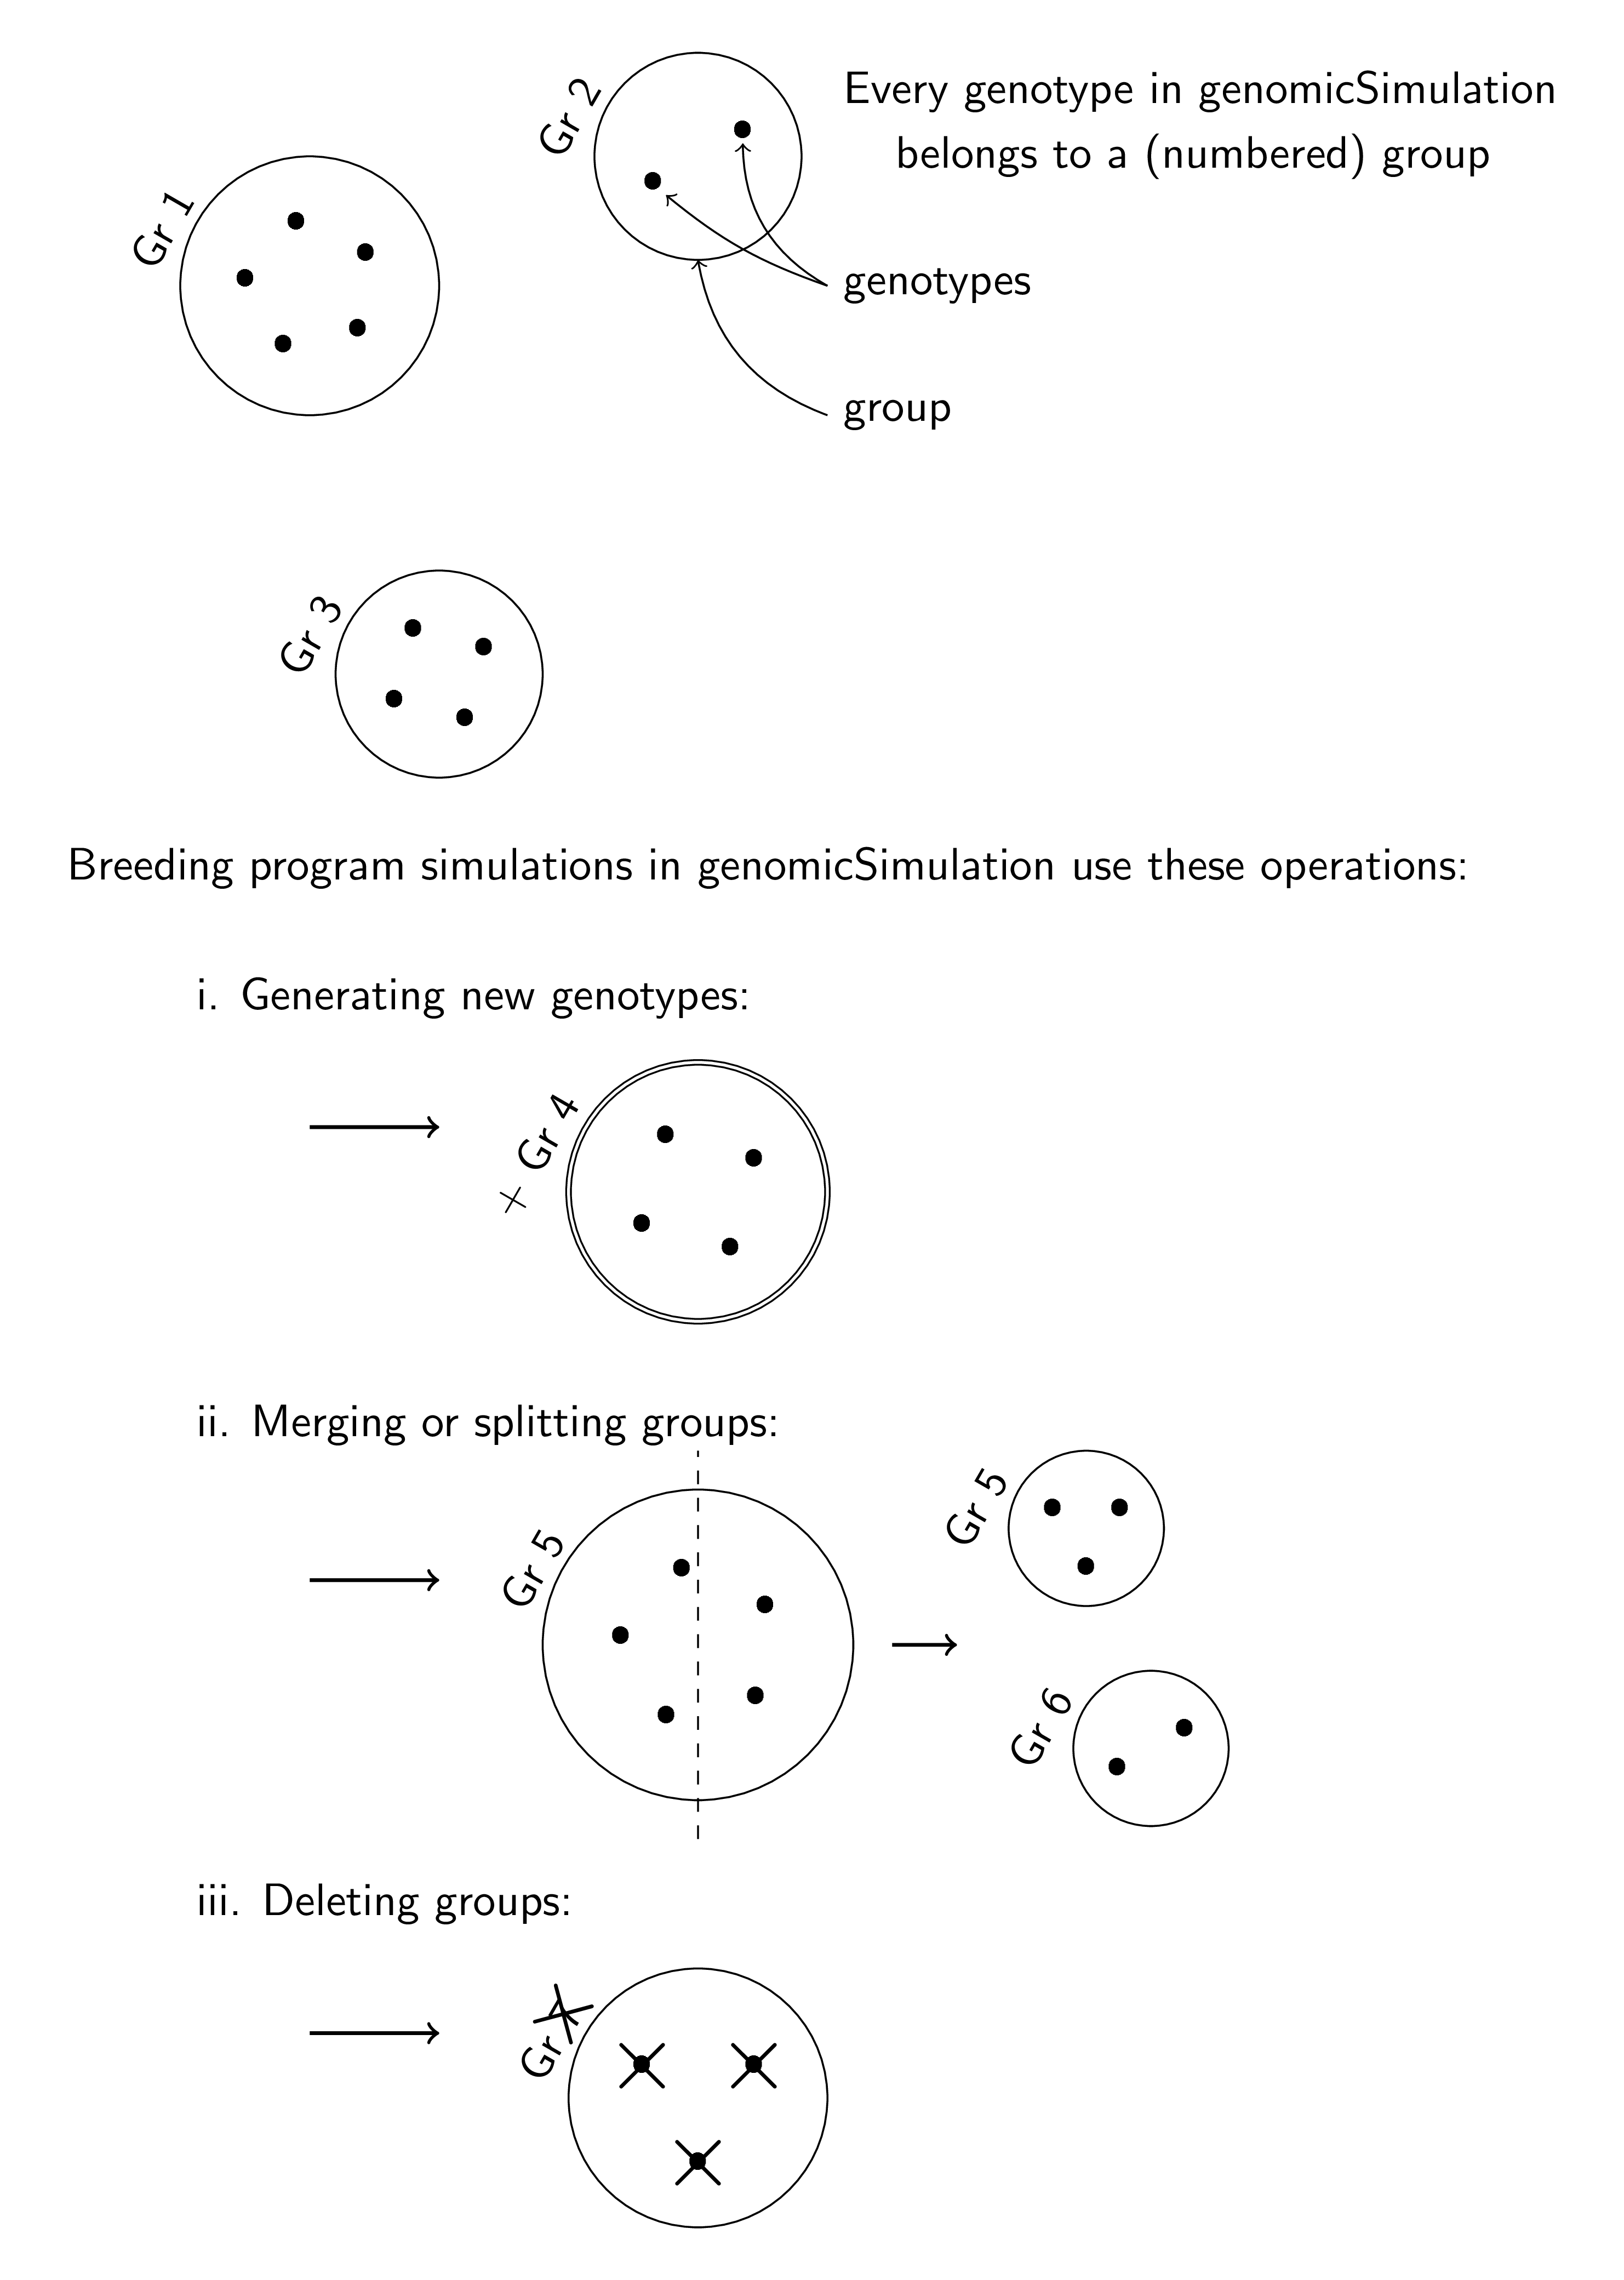 Gr 2
Every genotype in genomicSimulation
belongs to a (numbered) group
Gr 1
genotypes
group
Gr 3
Breeding program simulations in genomicSimulation use these operations:
i. Generating new genotypes:
+ Gr 4
ii. Merging or splitting groups:
Gr 5
Gr 5
Gr 6
iii. Deleting groups:
Gr